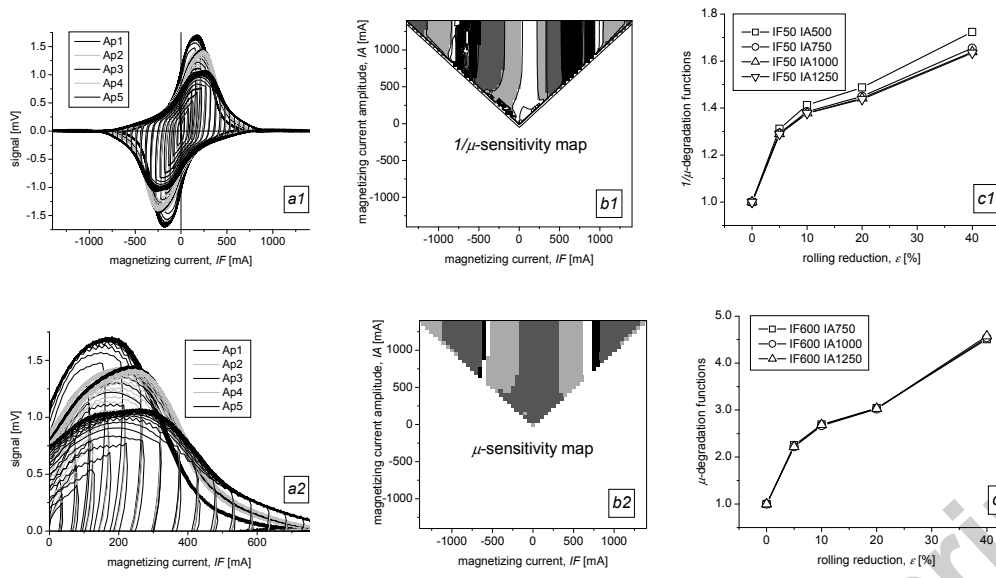 Ap1
Ap2
Ap3
Ap4
Ap5
1.5
1.0
0.5
0.0
-0.5
-1.0
-1.5
signal [mV]
-1000 -500 0 500 1000
magnetizing current, IF [mA]
a1
1000
500
0
-500
-1000
magnetizing current amplitude, IA [mA]
1/μ-sensitivity map
-1000 -500 0 500 1000
magnetizing current, IF [mA]
b1
IF50 IA500
IF50 IA750
IF50 IA1000
IF50 IA1250
1.8
1.6
1.4
1.2
1.0
1/μ-degradation functions
0 10 20 30 40
rolling reduction, ε [%]
c1
Ap1
Ap2
Ap3
Ap4
Ap5
1.5
1.0
0.5
0.0
signal [mV]
0 200 400 600
magnetizing current, IF [mA]
a2
1000
500
0
-500
-1000
magnetizing current amplitude, IA [mA]
μ-sensitivity map
-1000 -500 0 500 1000
magnetizing current, IF [mA]
b2
IF600 IA750
IF600 IA1000
IF600 IA1250
5.0
4.0
3.0
2.0
1.0
μ-degradation functions
0 10 20 30 40
rolling reduction, ε [%]